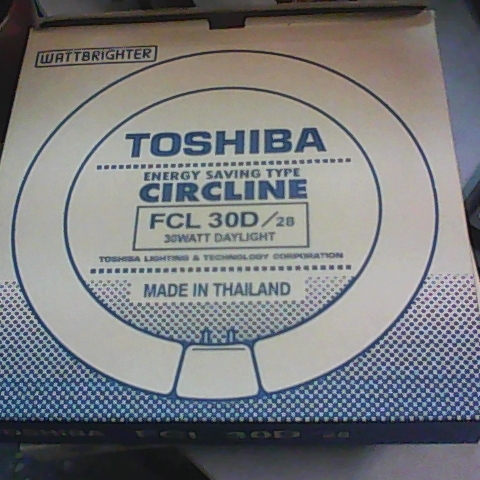 WATTBRIGHTER
TOSHIBA
ENERGY SAVING TYPE
CIRCLINE
FCL 30D/28
30WATT DAYLIGHT
TOSHIBA LIGHTING & TECHNOLOGY CORPORATION
MADE IN THAILAND
TOSHIBA FCL 30D 28